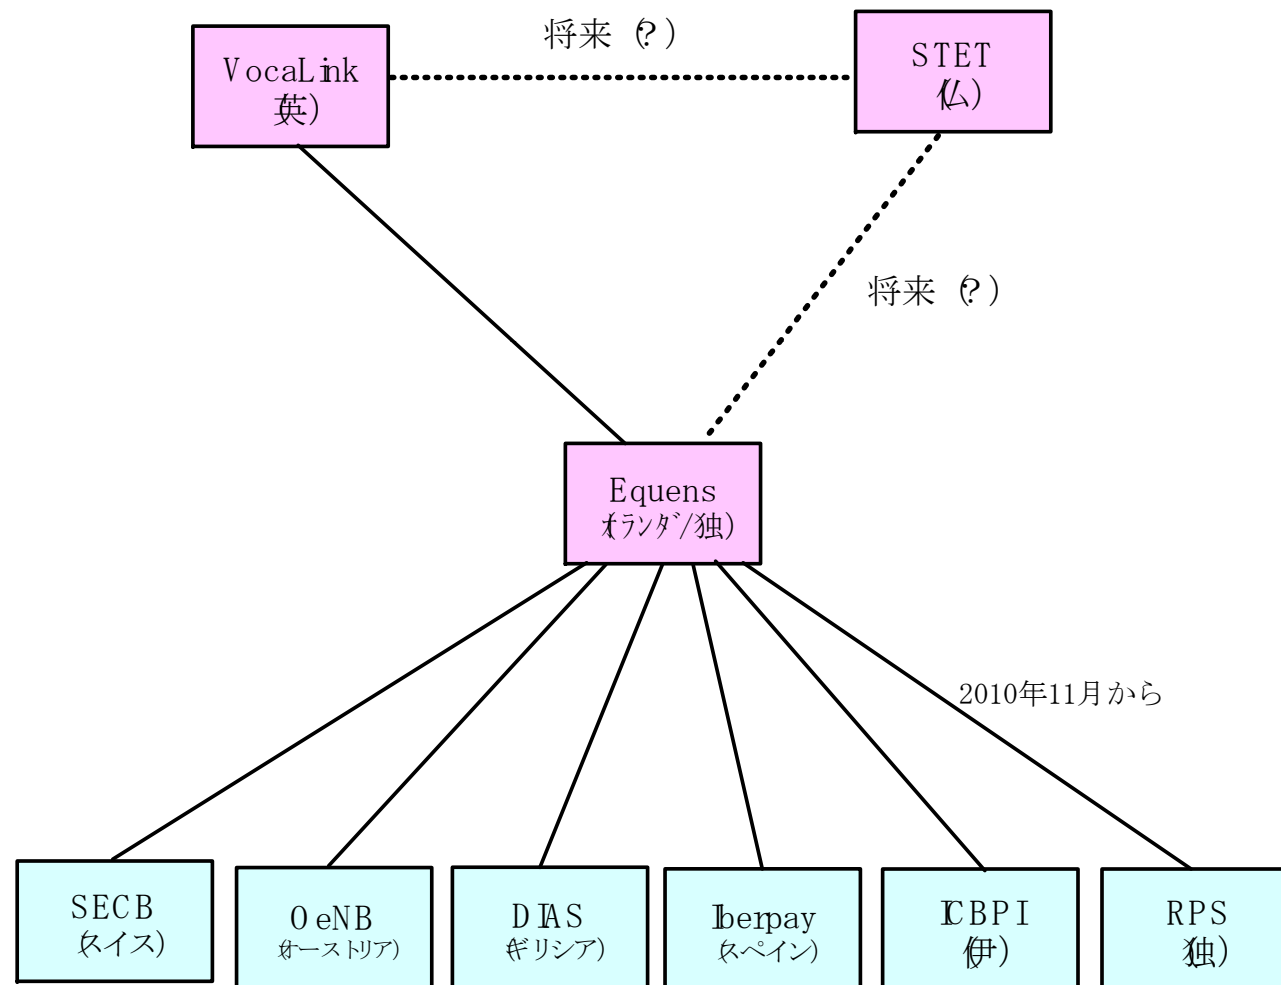 将来（？）
VocaLink
（英）
STET
（仏）
将来（？）
Equens
（ｵﾗﾝﾀﾞ/独）
2010年11月から
SECB
（スイス）
OeNB
（オーストリア）
DIAS
（ギリシア）
Iberpay
（スペイン）
ICBPI
（伊）
RPS
（独）